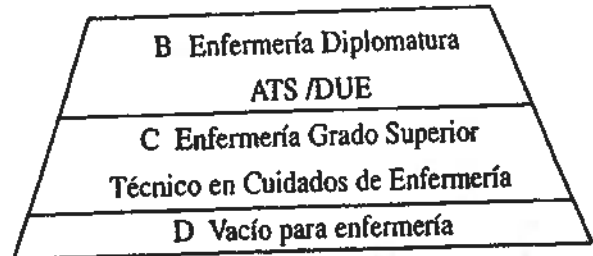 B Enfermería Diplomatura
ATS /DUE
C Enfermería Grado Superior
Técnico en Cuidados de Enfermería
D Vacío para enfermería